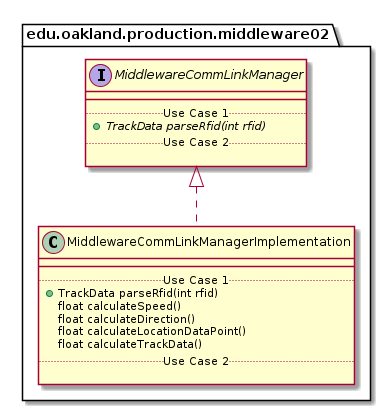 edu.oakland.production.middleware02
I MiddlewareCommLinkManager
Use Case 1
TrackData parseRfid(int rfid)
Use Case 2
C MiddlewareCommLinkManagerImplementation
Use Case 1
TrackData parseRfid(int rfid)
float calculateSpeed()
float calculateDirection()
float calculateLocationDataPoint()
float calculateTrackData()
Use Case 2